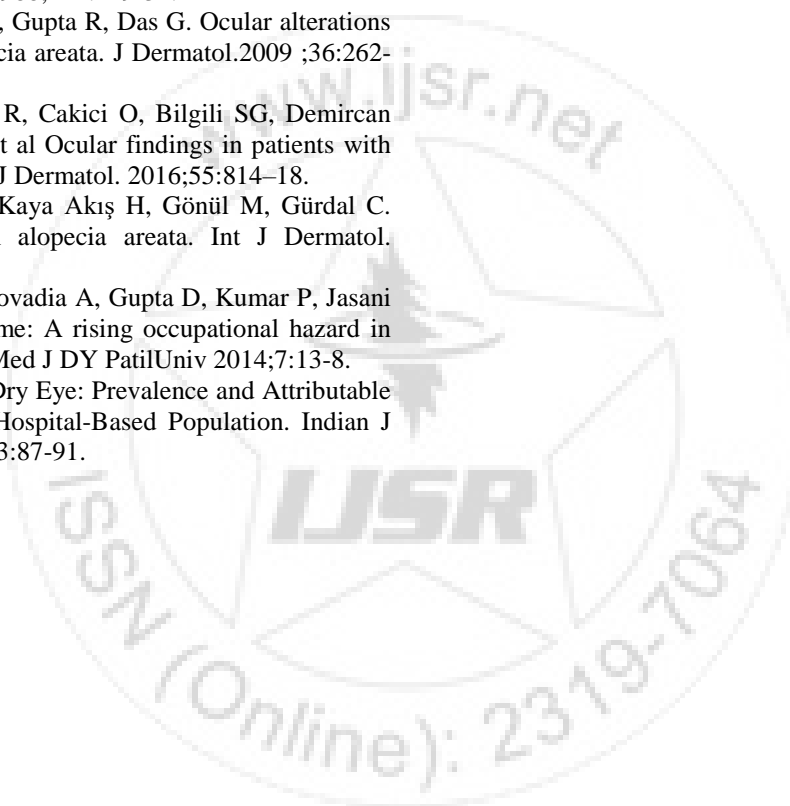 , Gupta R, Das G. Ocular alterations
cia areata. J Dermatol.2009 ;36:262-
R, Cakici O, Bilgili SG, Demircan
t al Ocular findings in patients with
J Dermatol. 2016;55:814–18.
Kaya Akış H, Gönül M, Gürdal C.
alopecia areata. Int J Dermatol.
ovadia A, Gupta D, Kumar P, Jasani
me: A rising occupational hazard in
Med J DY PatilUniv 2014;7:13-8.
Dry Eye: Prevalence and Attributable
Hospital-Based Population. Indian J
3:87-91.
www.ijsr.net
IJSR
ISSN (Online): 2319-7064